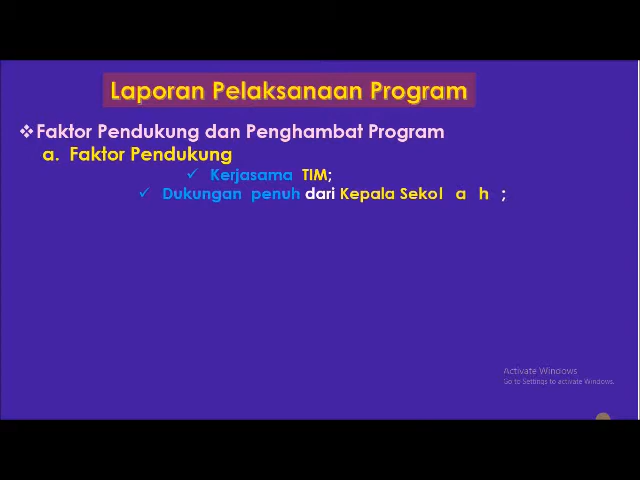 Laporan Pelaksanaan Program
❖Faktor Pendukung dan Penghambat Program
a. Faktor Pendukung
✓ Kerjasama TIM;
✓ Dukungan penuh dari Kepala Sekol a h ;
Activate Windows
Go to Settings to activate Windows.